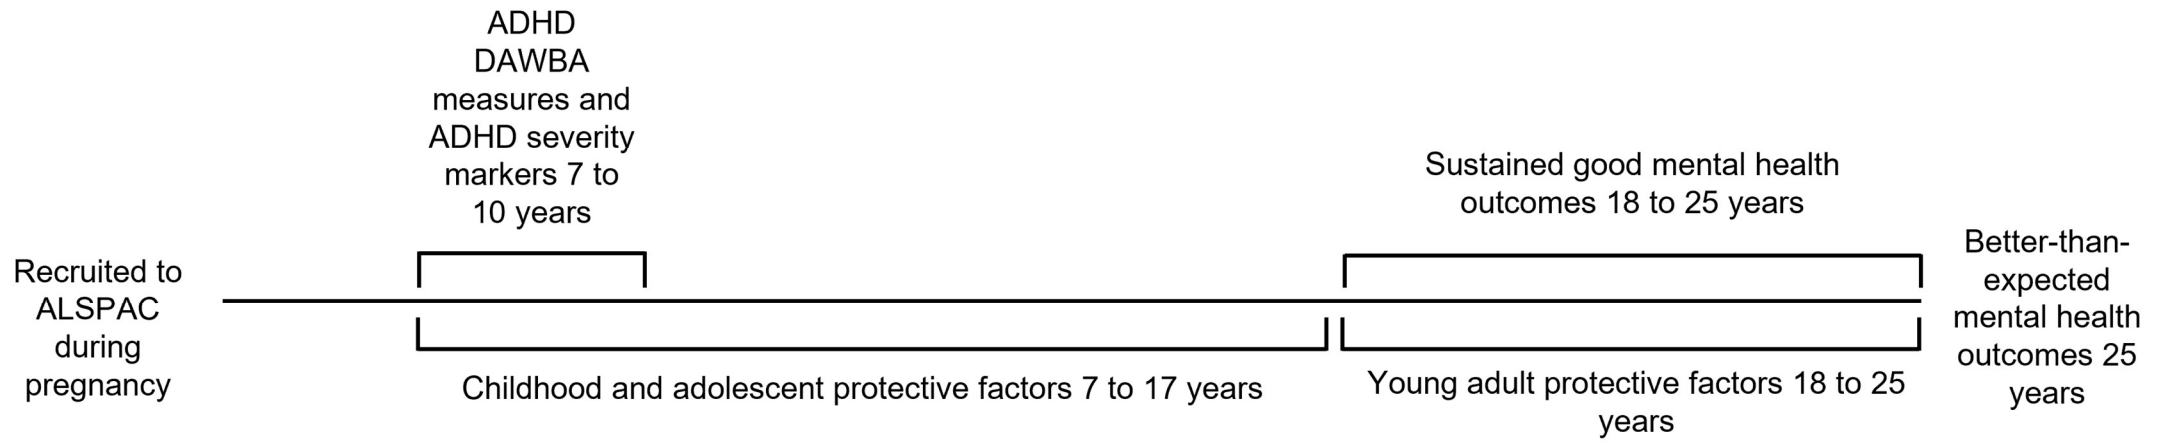 Recruited to
ALSPAC
during
pregnancy
ADHD
DAWBA
measures and
ADHD severity
markers 7 to
10 years
Childhood and adolescent protective factors 7 to 17 years
Sustained good mental health
outcomes 18 to 25 years
Young adult protective factors 18 to 25
years
Better-than-
expected
mental health
outcomes 25
years